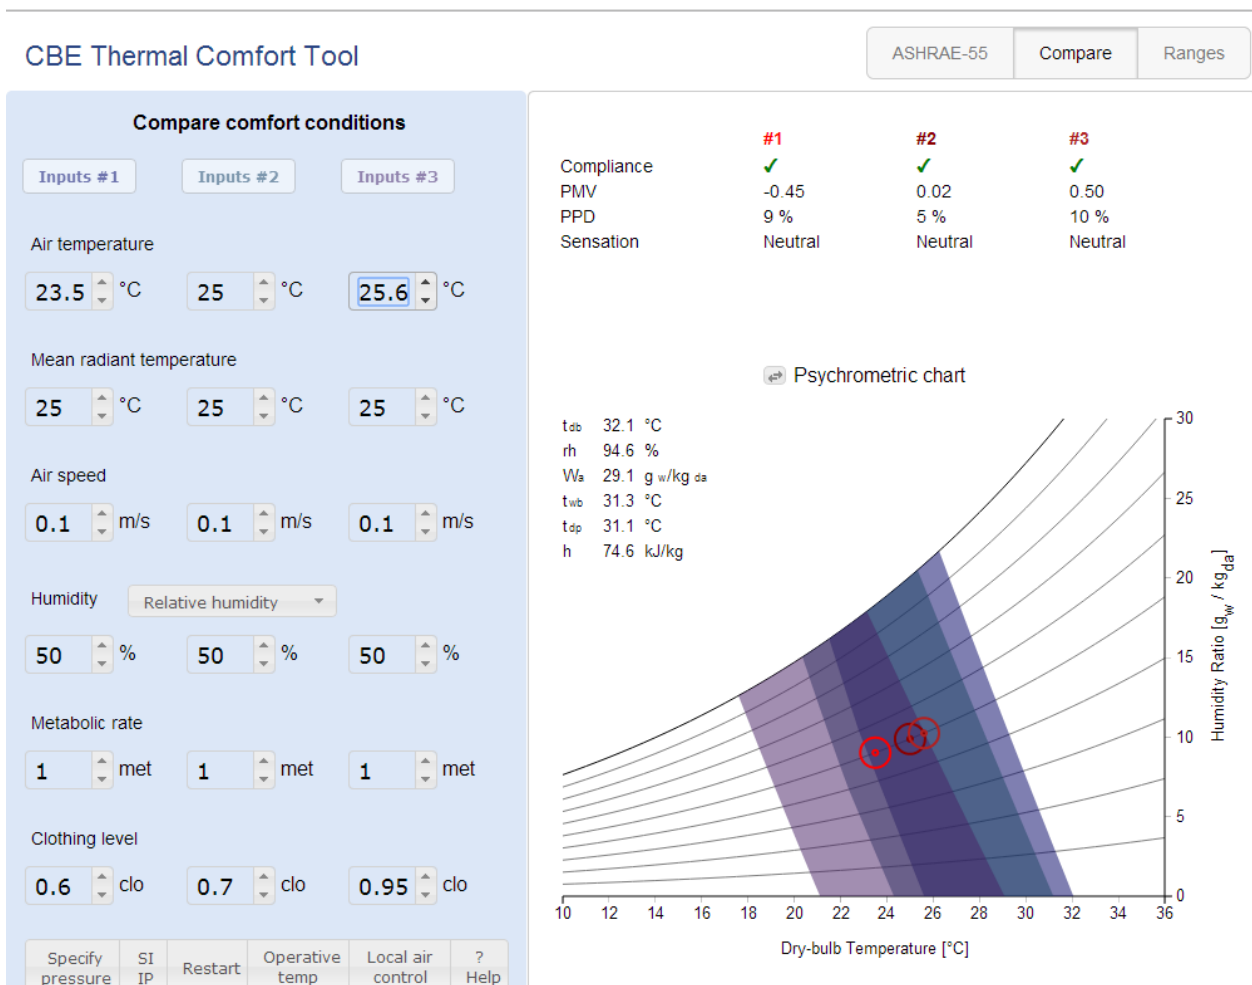 CBE Thermal Comfort Tool
ASHRAE-55 Compare Ranges
Compare comfort conditions
Inputs #1 Inputs #2 Inputs #3
Air temperature
23.5 °C 25 °C 25.6 °C
Mean radiant temperature
25 °C 25 °C 25 °C
Air speed
0.1 m/s 0.1 m/s 0.1 m/s
Humidity Relative humidity
50 % 50 % 50 %
Metabolic rate
1 met 1 met 1 met
Clothing level
0.6 clo 0.7 clo 0.95 clo
Specify pressure SI IP Restart Operative temp Local air control ? Help
#1 #2 #3
Compliance ✓ ✓ ✓
PMV -0.45 0.02 0.50
PPD 9 % 5 % 10 %
Sensation Neutral Neutral Neutral
Psychrometric chart
tdb 32.1 °C
rh 94.6 %
Wa 29.1 g w/kg da
twb 31.3 °C
tdp 31.1 °C
h 74.6 kJ/kg
30
25
20
15
10
5
0
Humidity Ratio [gw / kgda]
10 12 14 16 18 20 22 24 26 28 30 32 34 36
Dry-bulb Temperature [°C]